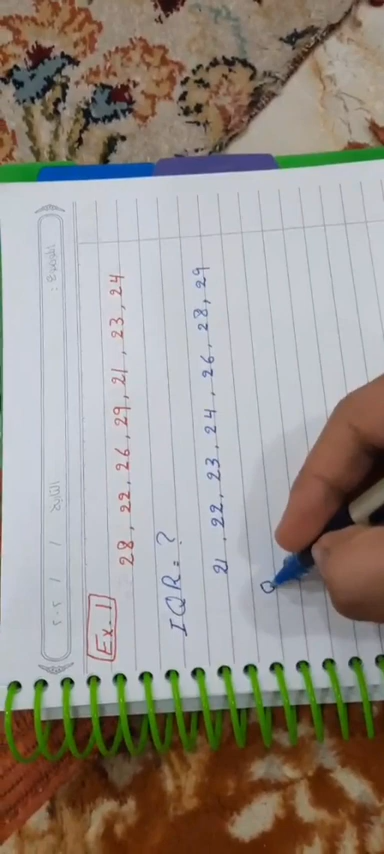 Ex. 1
28, 22, 26, 29, 21, 23, 24
IQR = ?
21, 22, 23, 24, 26, 28, 29
Q